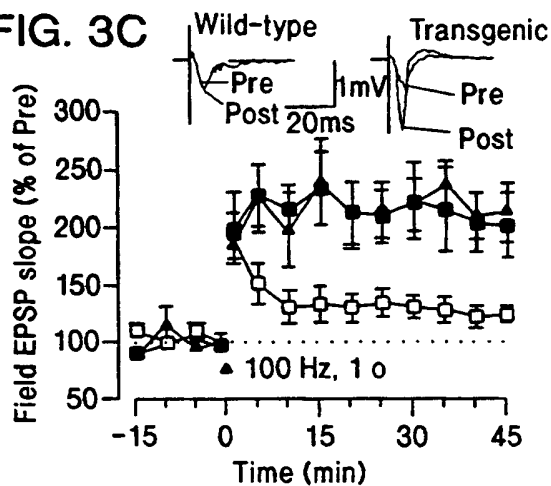 FIG. 3C
Wild-type
Transgenic
Pre
Post
1mV
20ms
Pre
Post
Field EPSP slope (% of Pre)
300
250
200
150
100
50
100 Hz, 1 o
-15
0
15
30
45
Time (min)